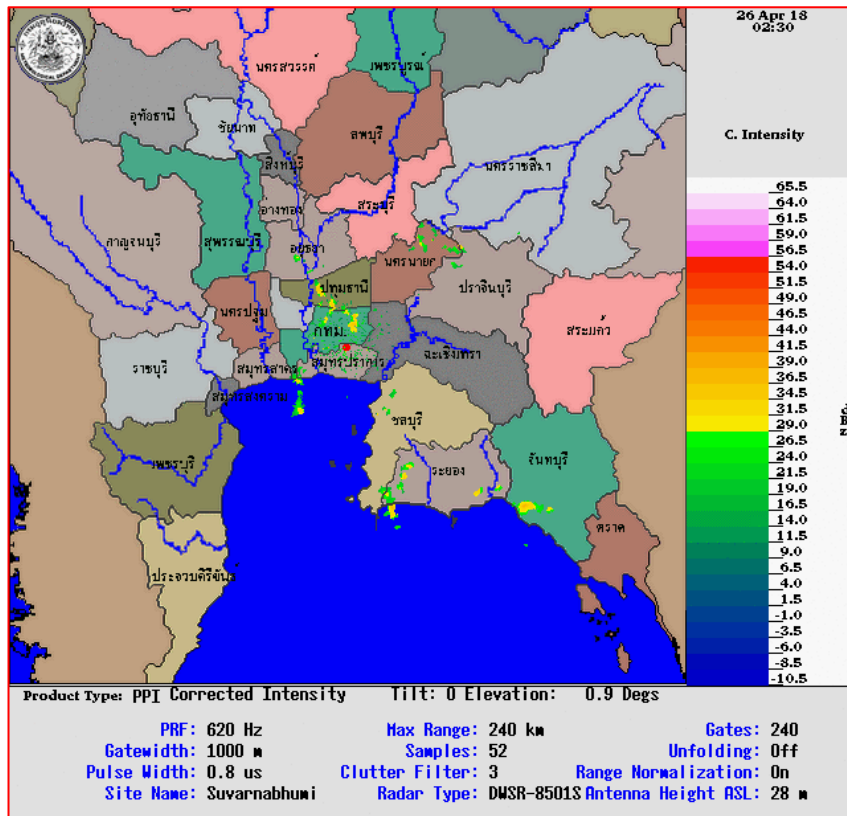 26 Apr 18
02:30
C. Intensity
65.5
64.0
61.5
59.0
56.5
54.0
51.5
49.0
46.5
44.0
41.5
39.0
36.5
34.0
31.5
29.0
26.5
24.0
21.5
19.0
16.5
14.0
11.5
9.0
6.5
4.0
1.5
-1.0
-3.5
-6.0
-8.5
-10.5
นครสวรรค์
เพชรบูรณ์
อุทัยธานี
ชัยนาท
ลพบุรี
สิงห์บุรี
นครราชสีมา
อ่างทอง
สระบุรี
กาญจนบุรี
สุพรรณบุรี
อยุธยา
นครนายก
ปทุมธานี
ปราจีนบุรี
นครปฐม
กทม.
สระแก้ว
ฉะเชิงเทรา
ราชบุรี
สมุทรสาคร
สมุทรปราการ
สมุทรสงคราม
ชลบุรี
เพชรบุรี
ระยอง
จันทบุรี
ตราด
ประจวบคีรีขันธ์
Product Type: PPI Corrected Intensity Tilt: 0 Elevation: 0.9 Degs
PRF: 620 Hz Max Range: 240 km Gates: 240
Gatewidth: 1000 m Samples: 52 Unfolding: Off
Pulse Width: 0.8 us Clutter Filter: 3 Range Normalization: On
Site Name: Suvarnabhumi Radar Type: DWSR-8501S Antenna Height ASL: 28 m